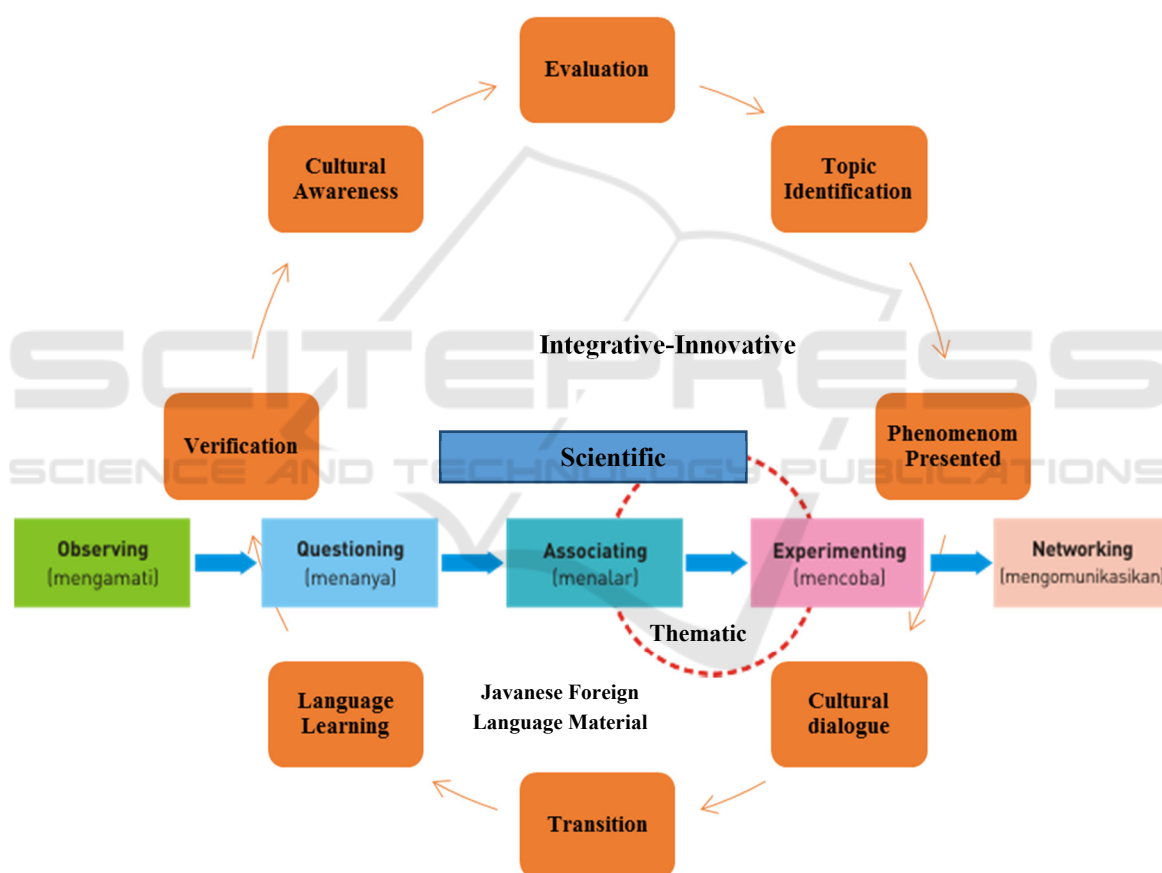 Evaluation
Cultural
Awareness
Topic
Identification
Integrative-Innovative
SCITEPRESS
Verification
Phenomenom
Presented
Scientific
SCIENCE AND TECHNOLOGY PUBLICATIONS
Observing
(mengamati)
Questioning
(menanya)
Associating
(menalar)
Experimenting
(mencoba)
Networking
(mengomunikasikan)
Thematic
Javanese Foreign
Language Material
Language
Learning
Cultural
dialogue
Transition